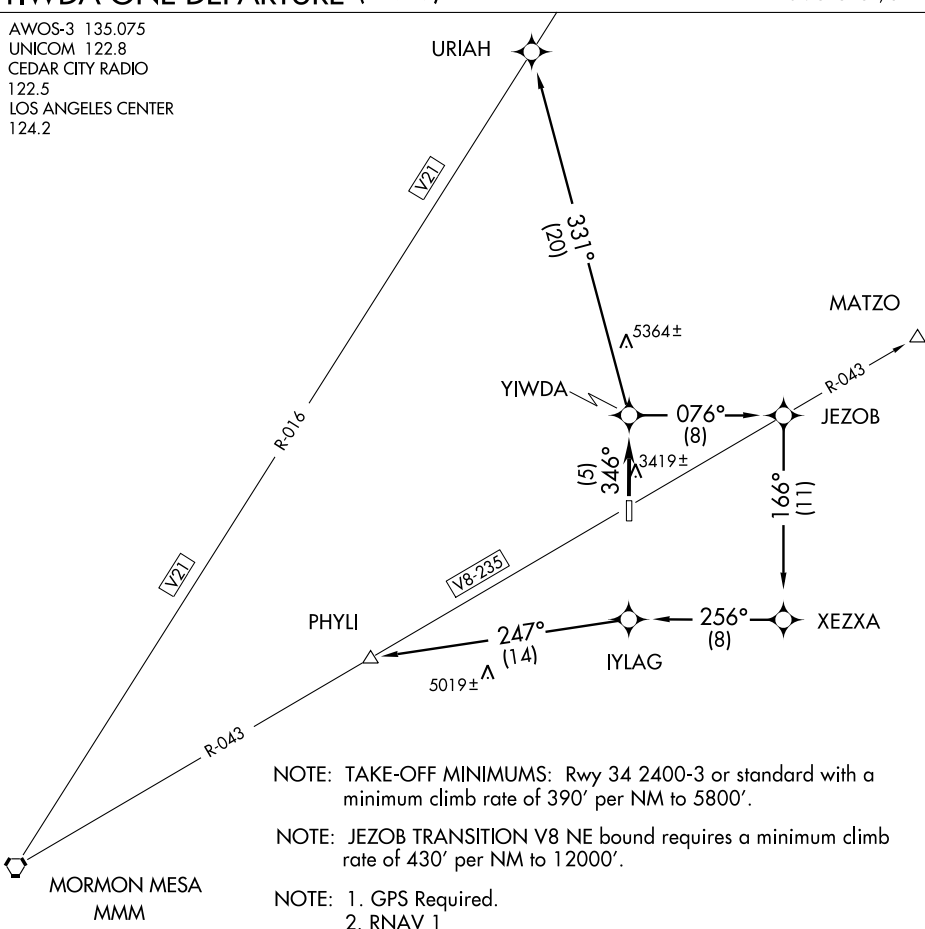 YIWDA ONE DEPARTURE
AWOS-3 135.075
UNICOM 122.8
CEDAR CITY RADIO
122.5
LOS ANGELES CENTER
124.2
URIAH
V21
331°
(20)
MATZO
5364±
R-043
YIWDA
076°
(8)
JEZOB
R-016
(5)
346°
3419±
166°
(11)
V21
V8-235
PHYLI
247°
(14)
256°
(8)
XEZXA
IYLAG
5019±
R-043
NOTE: TAKE-OFF MINIMUMS: Rwy 34 2400-3 or standard with a
minimum climb rate of 390' per NM to 5800'.
NOTE: JEZOB TRANSITION V8 NE bound requires a minimum climb
rate of 430' per NM to 12000'.
MORMON MESA
MMM
NOTE: 1. GPS Required.
2. RNAV 1